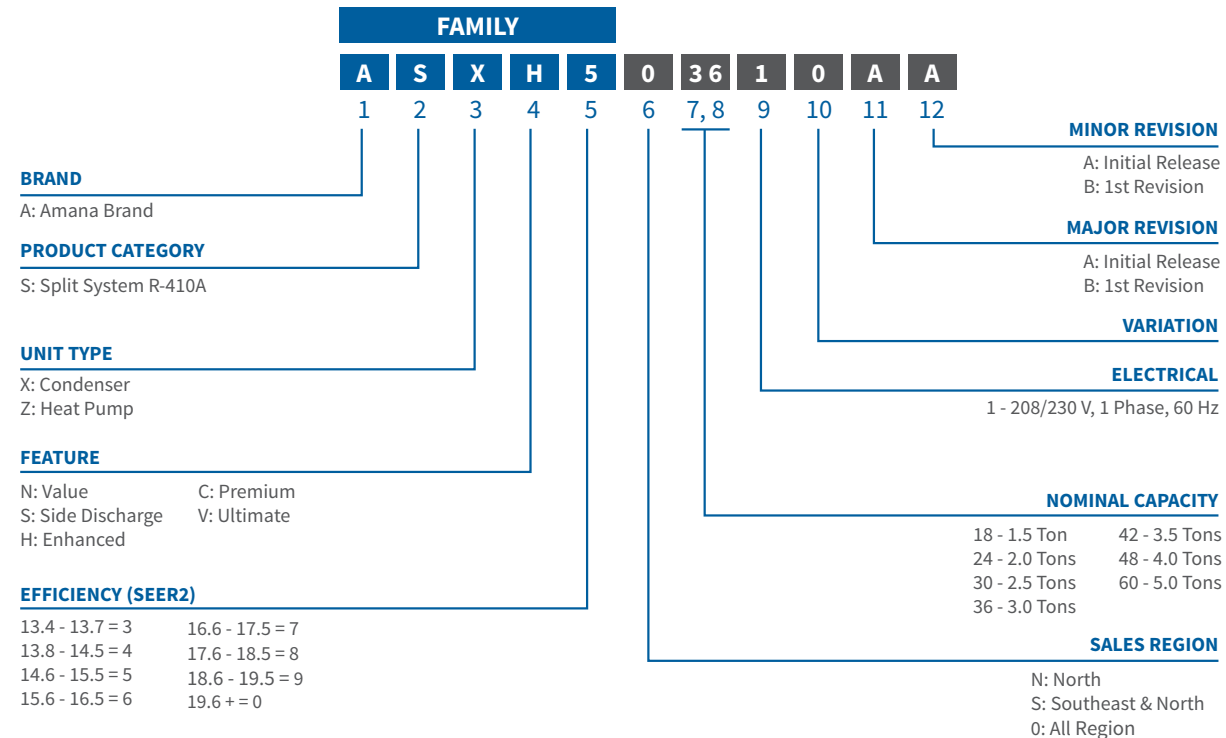 FAMILY
A S X H 5 0 3 6 1 0 A A
1 2 3 4 5 6 7, 8 9 10 11 12
BRAND
A: Amana Brand
PRODUCT CATEGORY
S: Split System R-410A
UNIT TYPE
X: Condenser
Z: Heat Pump
FEATURE
N: Value
S: Side Discharge
H: Enhanced
C: Premium
V: Ultimate
EFFICIENCY (SEER2)
13.4 - 13.7 = 3
13.8 - 14.5 = 4
14.6 - 15.5 = 5
15.6 - 16.5 = 6
16.6 - 17.5 = 7
17.6 - 18.5 = 8
18.6 - 19.5 = 9
19.6 + = 0
MINOR REVISION
A: Initial Release
B: 1st Revision
MAJOR REVISION
A: Initial Release
B: 1st Revision
VARIATION
ELECTRICAL
1 - 208/230 V, 1 Phase, 60 Hz
NOMINAL CAPACITY
18 - 1.5 Ton
24 - 2.0 Tons
30 - 2.5 Tons
36 - 3.0 Tons
42 - 3.5 Tons
48 - 4.0 Tons
60 - 5.0 Tons
SALES REGION
N: North
S: Southeast & North
0: All Region